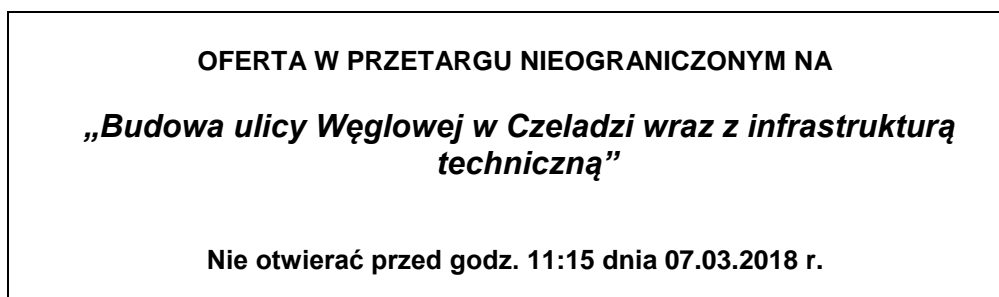 OFERTA W PRZETARGU NIEOGRANICZONYM NA
„Budowa ulicy Węglowej w Czeladzi wraz z infrastrukturą
techniczną”
Nie otwierać przed godz. 11:15 dnia 07.03.2018 r.